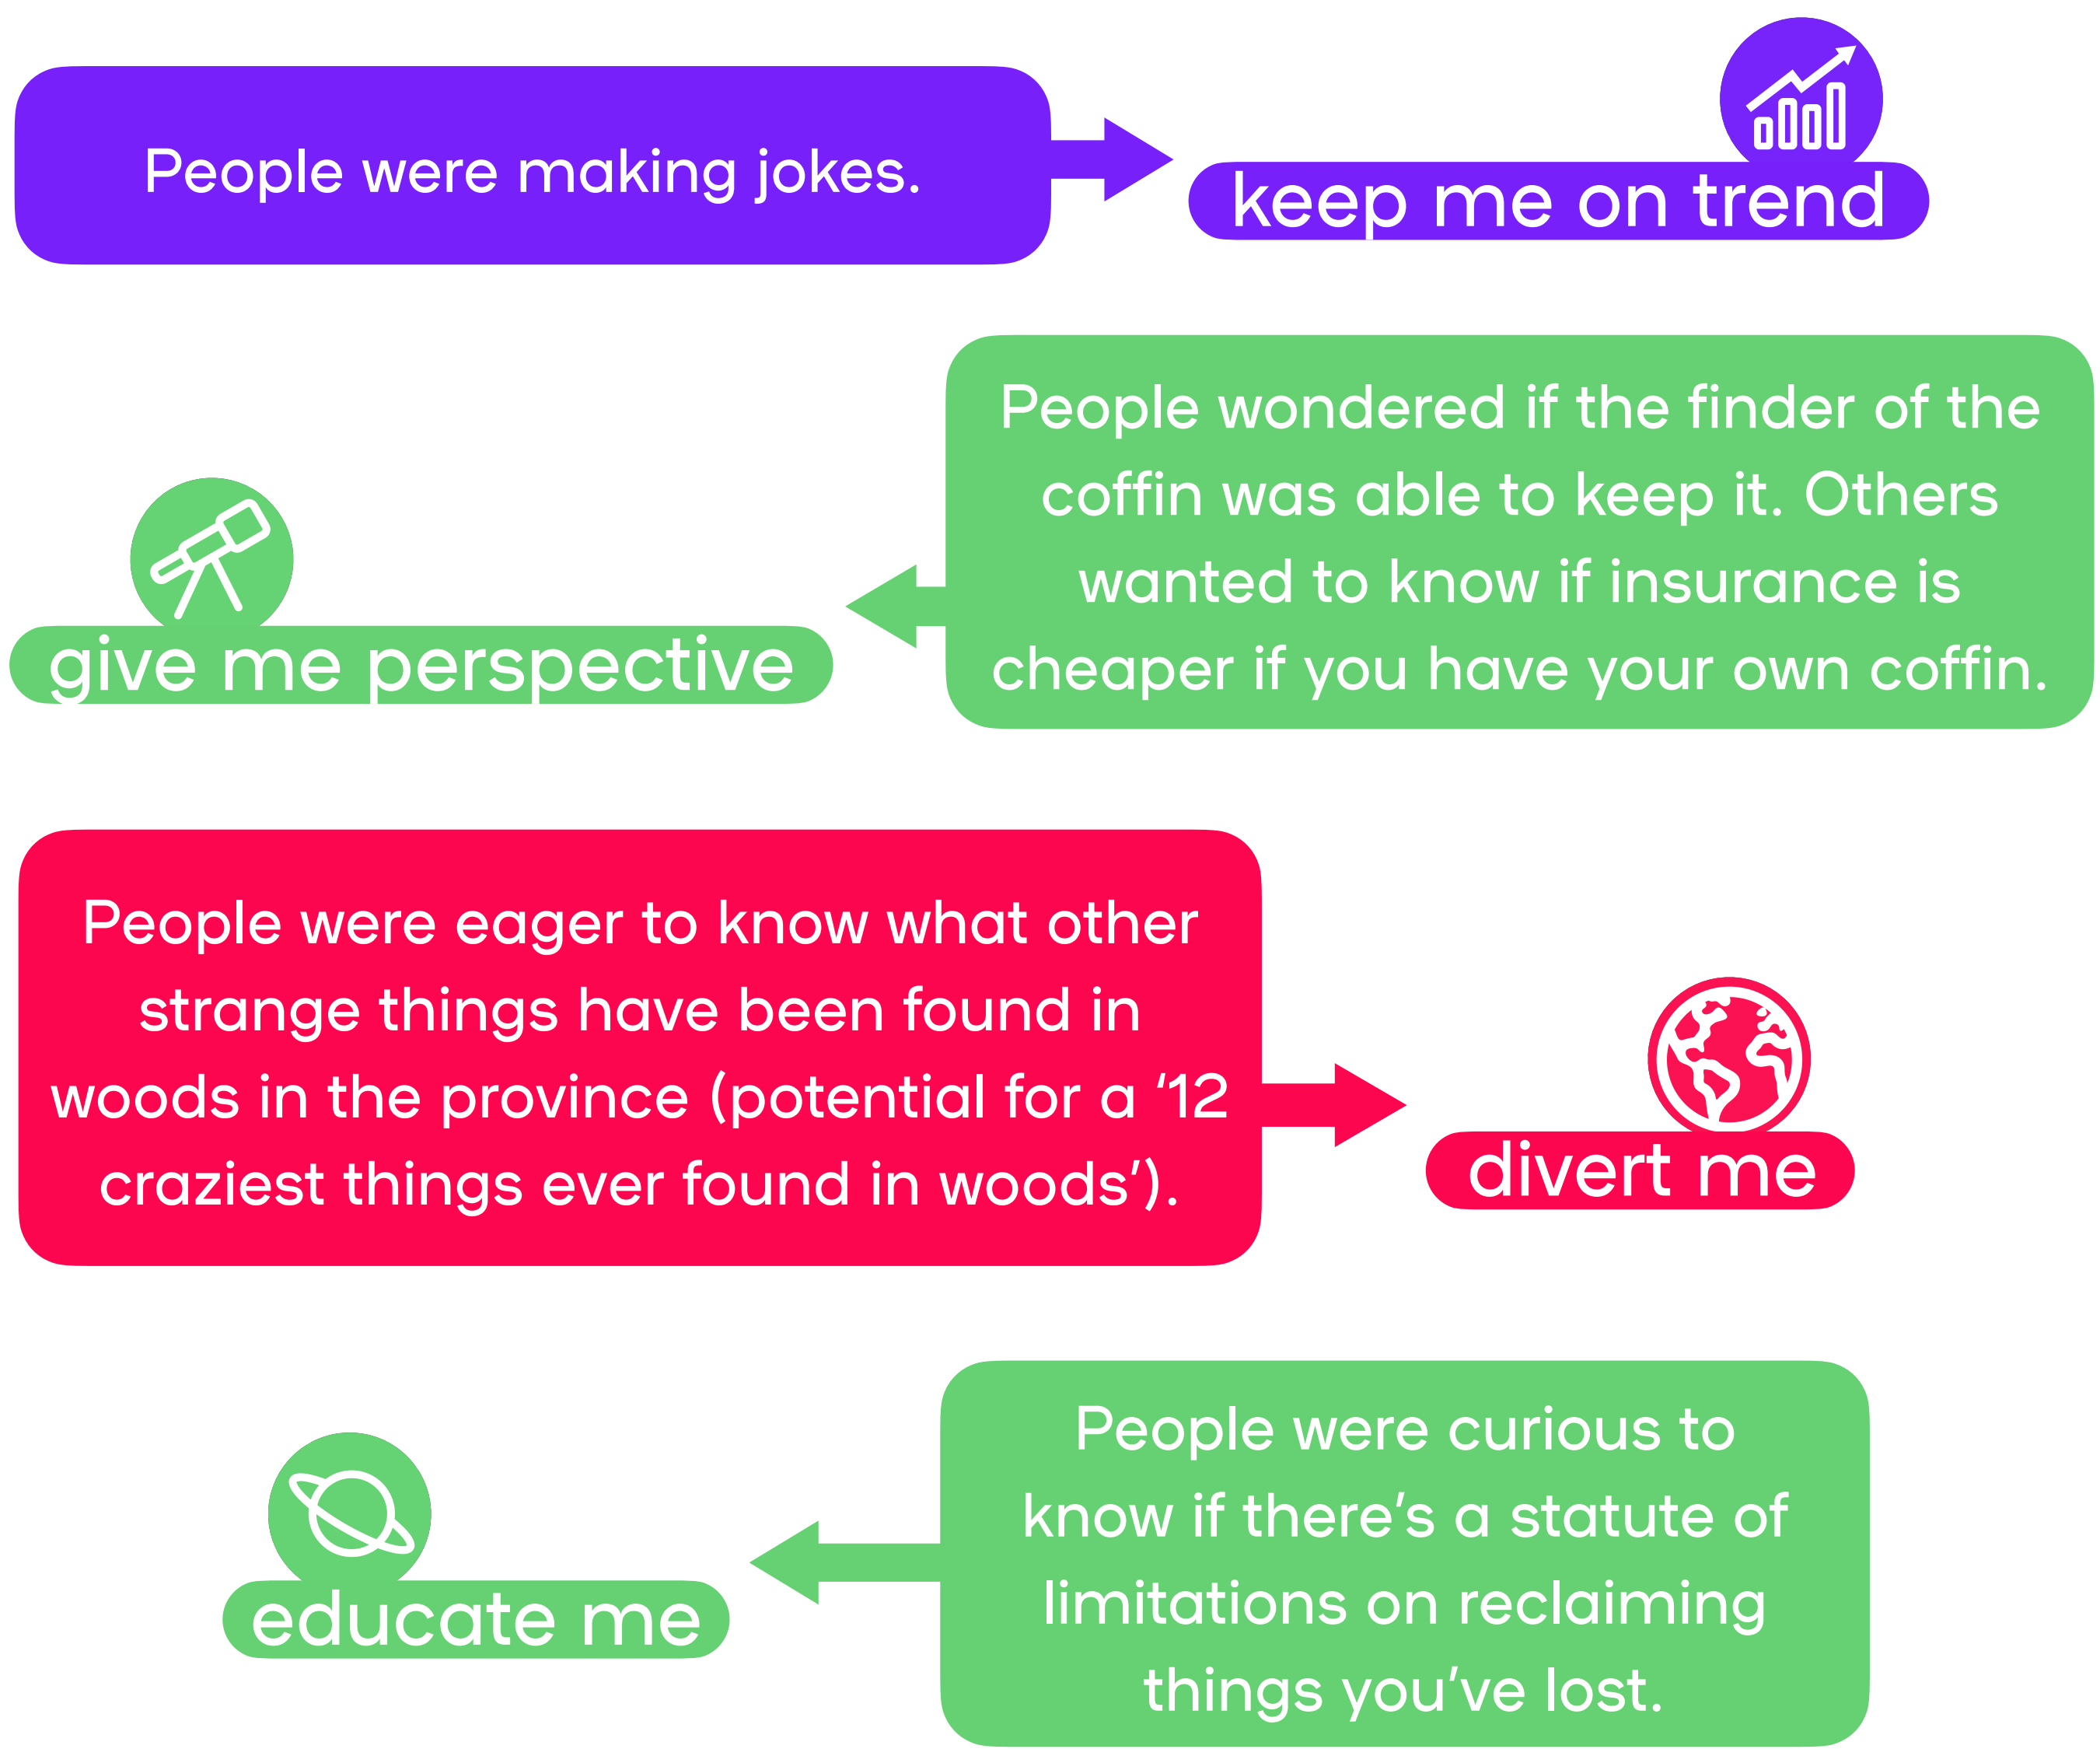 People were making jokes.
keep me on trend
People wondered if the finder of the
coffin was able to keep it. Others
wanted to know if insurance is
cheaper if you have your own coffin.
give me perspective
People were eager to know what other
strange things have been found in
woods in the province (potential for a ‘12
craziest things ever found in woods’).
divert me
People were curious to
know if there’s a statute of
limitations on reclaiming
things you’ve lost.
educate me